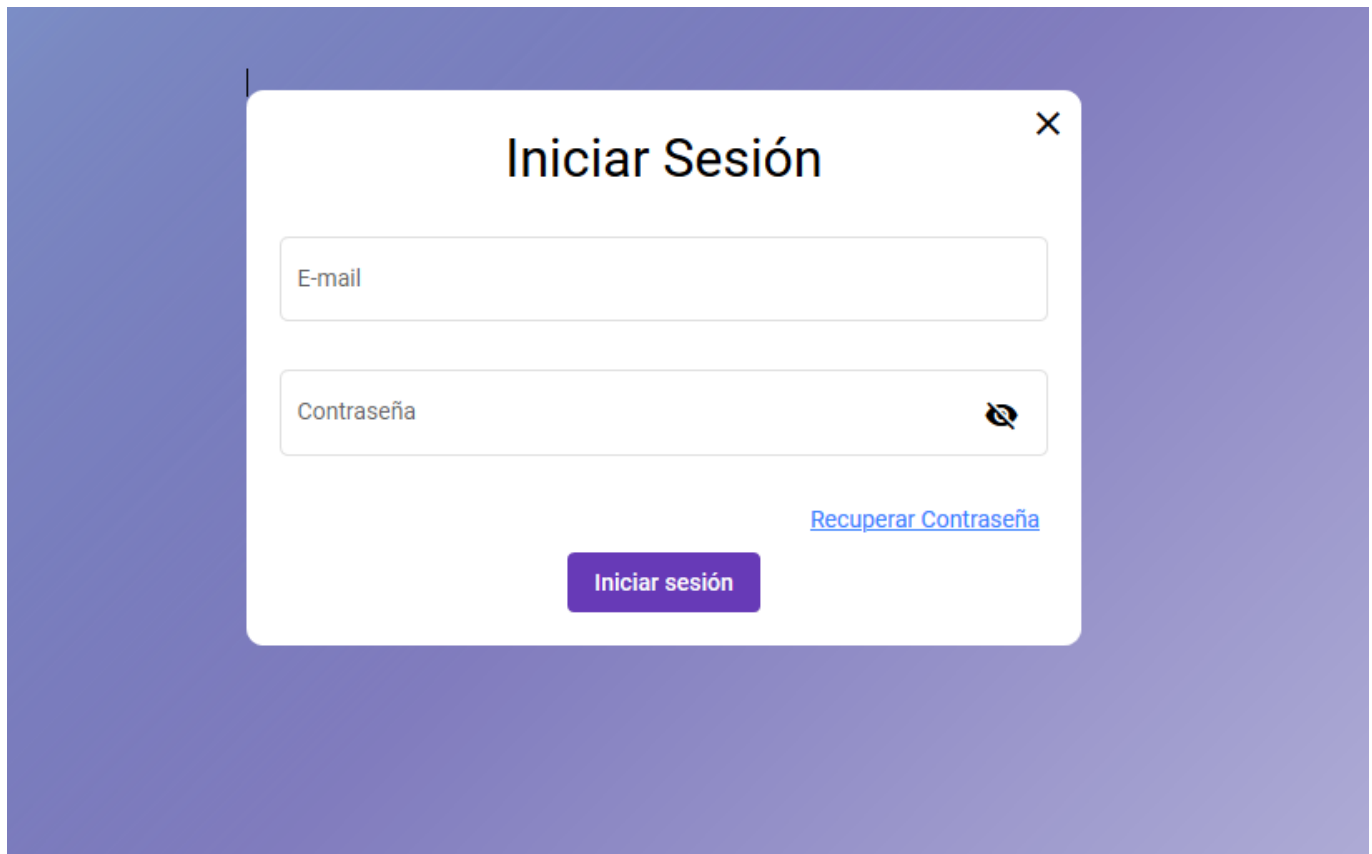 Iniciar Sesión
E-mail
Contraseña
Recuperar Contraseña
Iniciar sesión